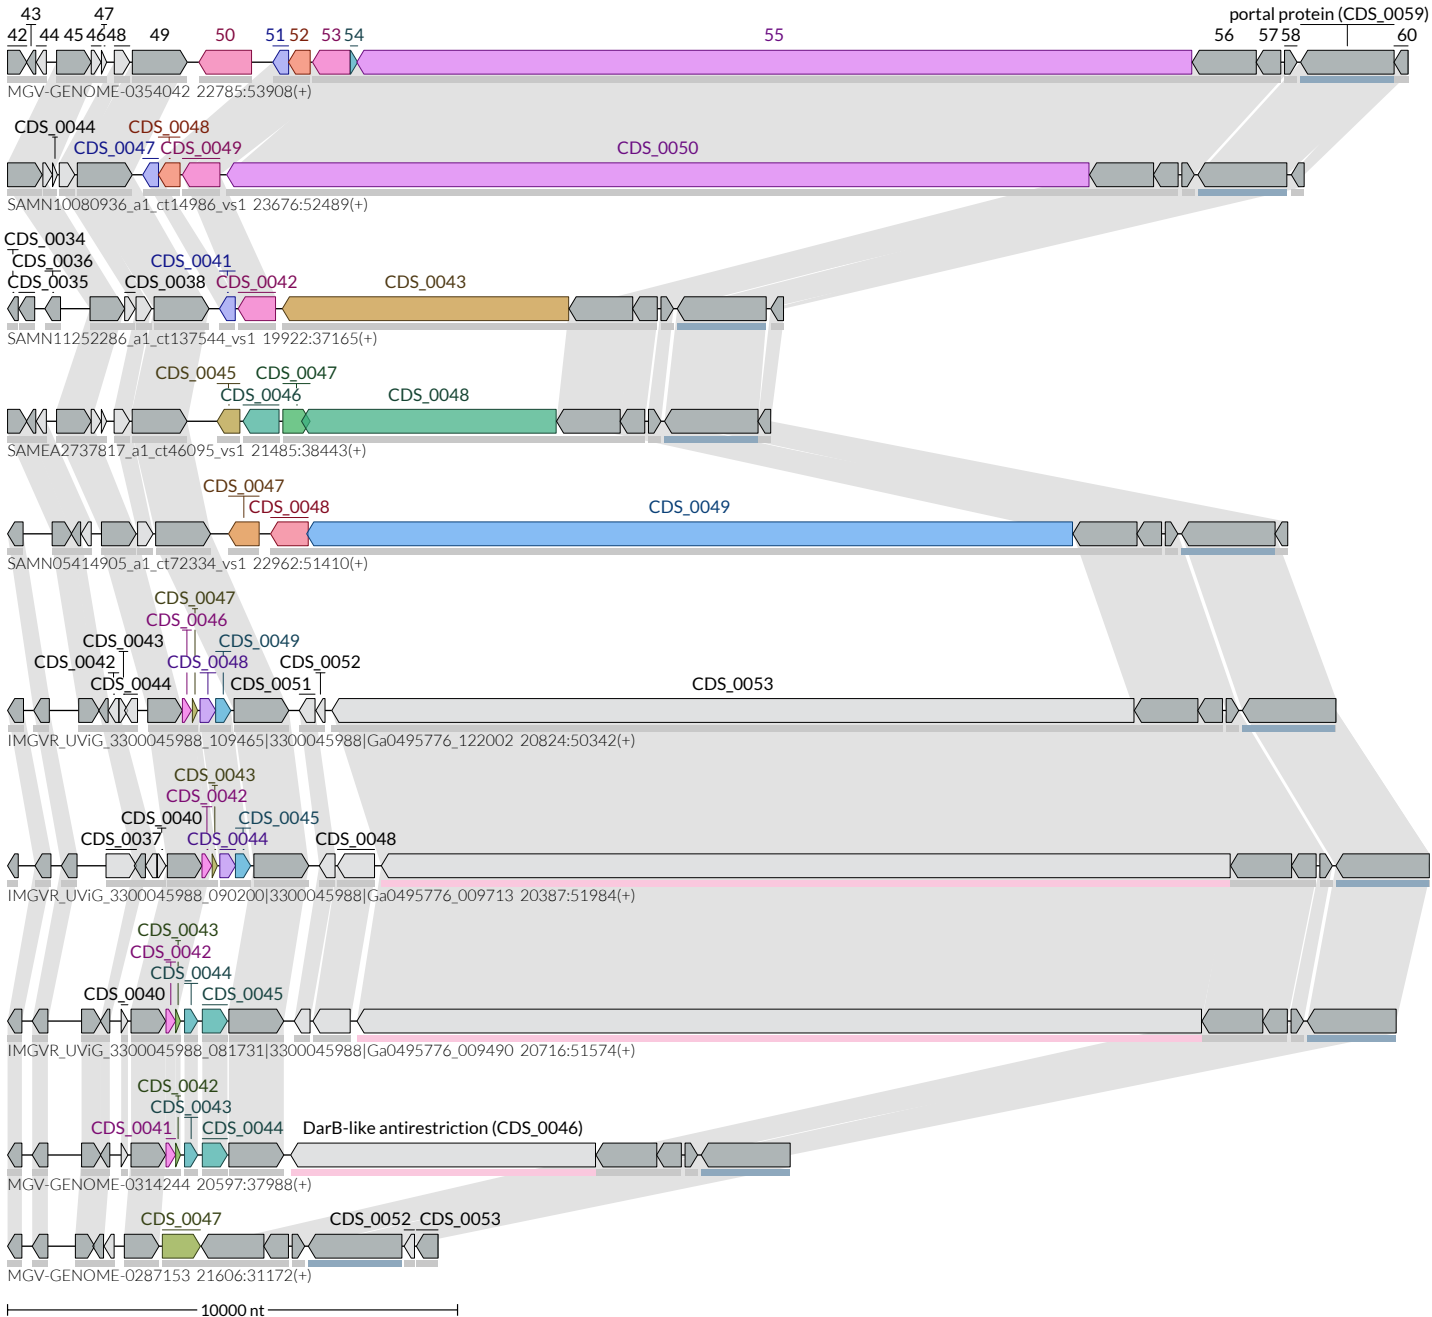 43 47 portal protein (CDS_0059)
42 44 45 46 48 49 50 51 52 53 54 55 56 57 58 60
MGV-GENOME-0354042 22785:53908(+)
CDS_0044 CDS_0048
CDS_0047 CDS_0049 CDS_0050
SAMN10080936_a1_ct14986_vs1 23676:52489(+)
CDS_0034
CDS_0036 CDS_0041
CDS_0035 CDS_0038 CDS_0042 CDS_0043
SAMN11252286_a1_ct137544_vs1 19922:37165(+)
CDS_0045 CDS_0047
CDS_0046 CDS_0048
SAMEA2737817_a1_ct46095_vs1 21485:38443(+)
CDS_0047
CDS_0048 CDS_0049
SAMN05414905_a1_ct72334_vs1 22962:51410(+)
CDS_0047
CDS_0046
CDS_0043 CDS_0049
CDS_0042 CDS_0048 CDS_0052
CDS_0044 CDS_0051 CDS_0053
IMGVR_UViG_3300045988_109465|3300045988|Ga0495776_122002 20824:50342(+)
CDS_0043
CDS_0042
CDS_0040 CDS_0045
CDS_0037 CDS_0044 CDS_0048
IMGVR_UViG_3300045988_090200|3300045988|Ga0495776_009713 20387:51984(+)
CDS_0043
CDS_0042
CDS_0044
CDS_0040 CDS_0045
IMGVR_UViG_3300045988_081731|3300045988|Ga0495776_009490 20716:51574(+)
CDS_0042
CDS_0043
CDS_0041 CDS_0044 DarB-like antirestriction (CDS_0046)
MGV-GENOME-0314244 20597:37988(+)
CDS_0047 CDS_0052 CDS_0053
MGV-GENOME-0287153 21606:31172(+)
10000 nt